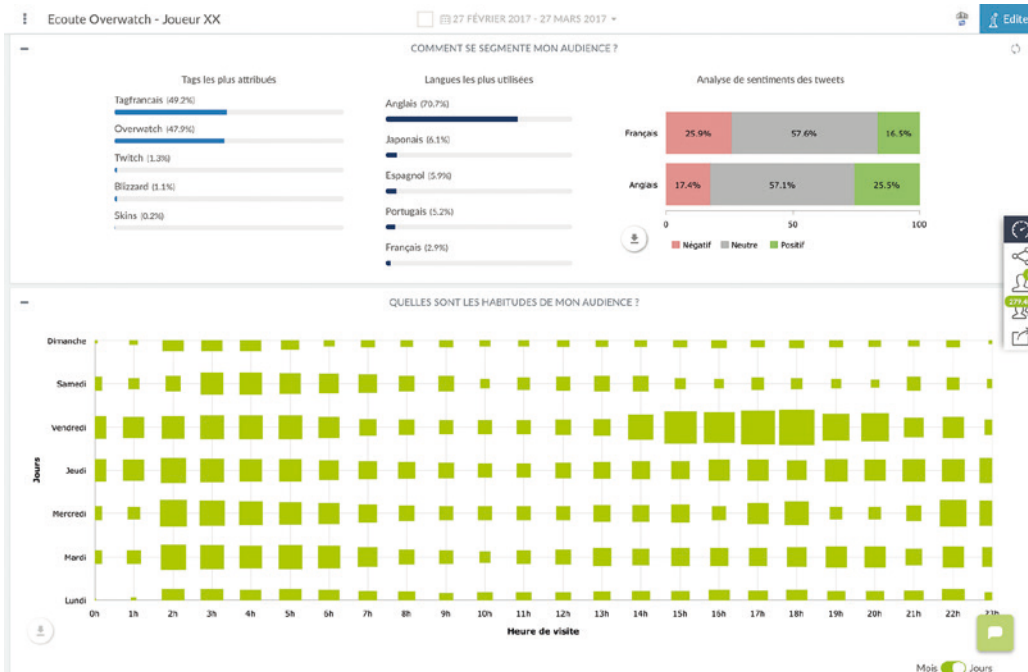 Ecoute Overwatch - Joueur XX
27 FÉVRIER 2017 - 27 MARS 2017
Edite
COMMENT SE SEGMENTE MON AUDIENCE ?
Tags les plus attribués
Tagfrancais (49.2%)
Overwatch (47.9%)
Twitch (1.3%)
Blizzard (1.1%)
Skins (0.2%)
Langues les plus utilisées
Anglais (70.7%)
Japonais (6.1%)
Espagnol (5.9%)
Portugais (5.2%)
Français (2.9%)
Analyse de sentiments des tweets
Français 25.9% 57.6% 16.5%
Anglais 17.4% 57.1% 25.5%
0 50 100
Négatif Neutre Positif
QUELLES SONT LES HABITUDES DE MON AUDIENCE ?
Jours
Dimanche
Samedi
Vendredi
Jeudi
Mercredi
Mardi
Lundi
0h 1h 2h 3h 4h 5h 6h 7h 8h 9h 10h 11h 12h 13h 14h 15h 16h 17h 18h 19h 20h 21h 22h 23h
Heure de visite
Mois Jours